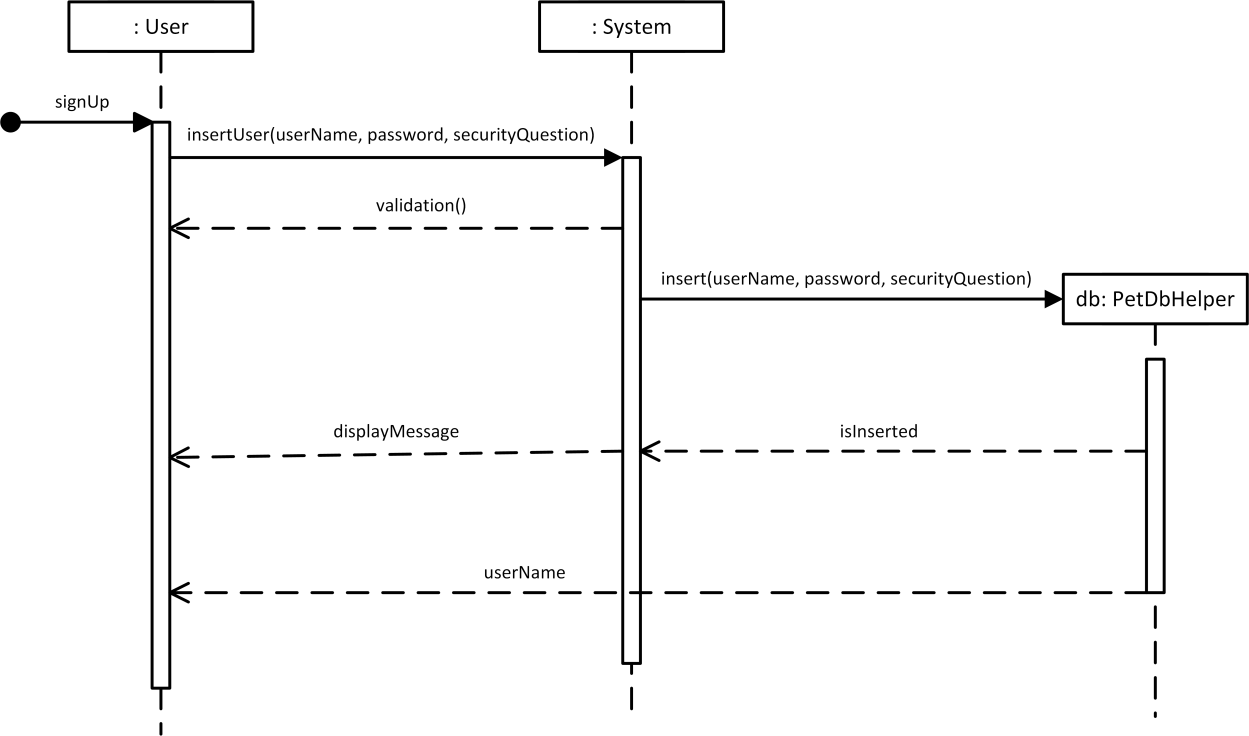 : User
: System
signUp
insertUser(userName, password, securityQuestion)
validation()
insert(userName, password, securityQuestion)
db: PetDbHelper
displayMessage
isInserted
userName